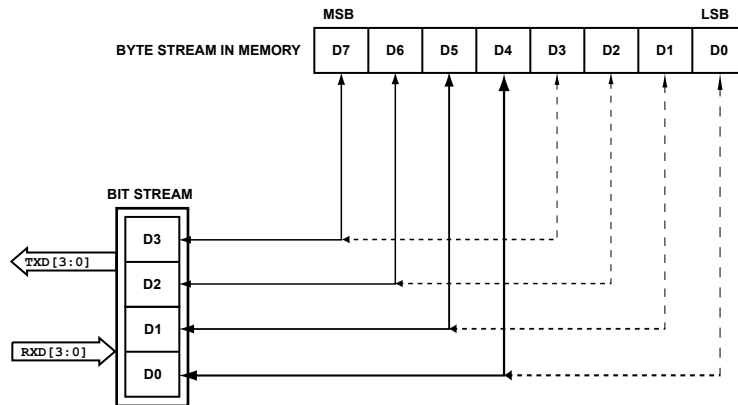 MSB LSB
BYTE STREAM IN MEMORY D7 D6 D5 D4 D3 D2 D1 D0
BIT STREAM
D3
TXD[3:0]
D2
D1
RXD[3:0]
D0